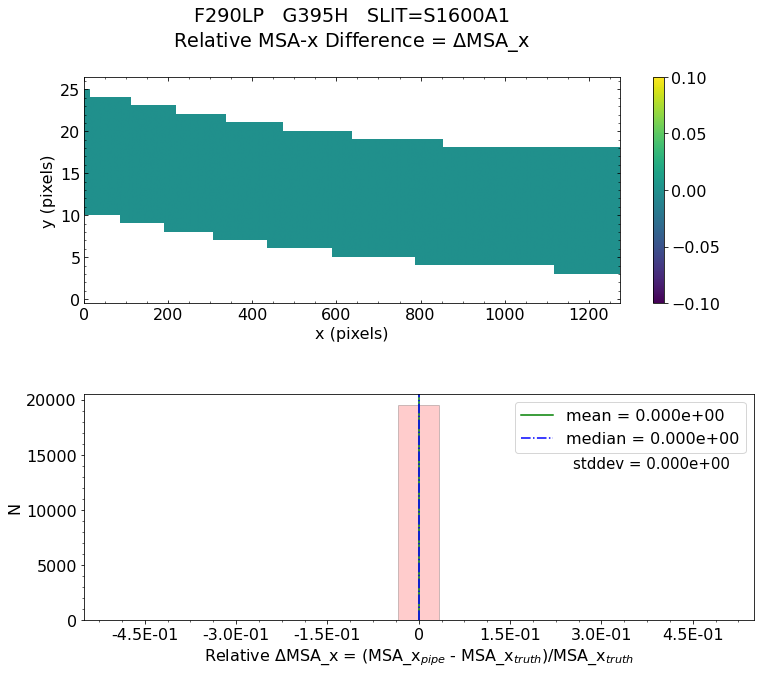 F290LP   G395H   SLIT=S1600A1
Relative MSA-x Difference = ΔMSA_x
25
20
15
10
5
0
y (pixels)
0 200 400 600 800 1000 1200
x (pixels)
0.10
0.05
0.00
−0.05
−0.10
20000
15000
10000
5000
0
N
mean = 0.000e+00
median = 0.000e+00
stddev = 0.000e+00
-4.5E-01 -3.0E-01 -1.5E-01 0 1.5E-01 3.0E-01 4.5E-01
Relative ΔMSA_x = (MSA_x_pipe - MSA_x_truth)/MSA_x_truth